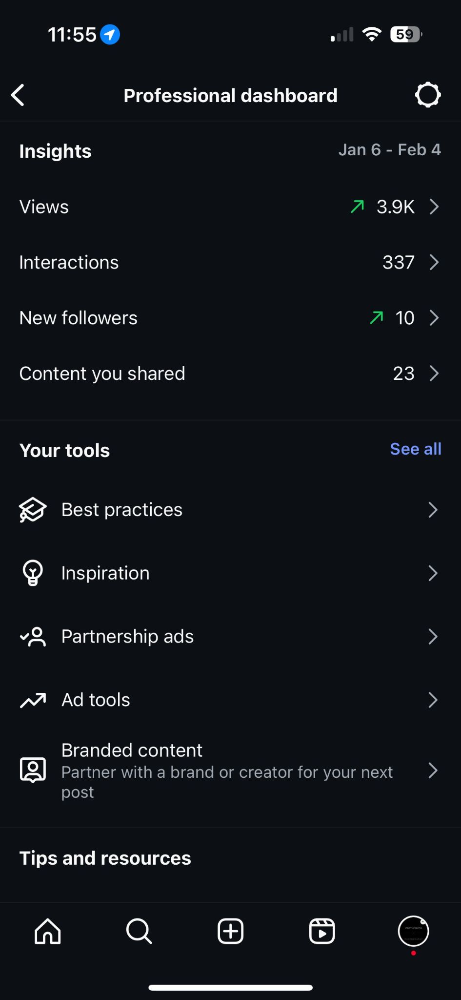 11:55
59
Professional dashboard
Insights
Jan 6 - Feb 4
Views
3.9K
Interactions
337
New followers
10
Content you shared
23
Your tools
See all
Best practices
Inspiration
Partnership ads
Ad tools
Branded content
Partner with a brand or creator for your next
post
Tips and resources